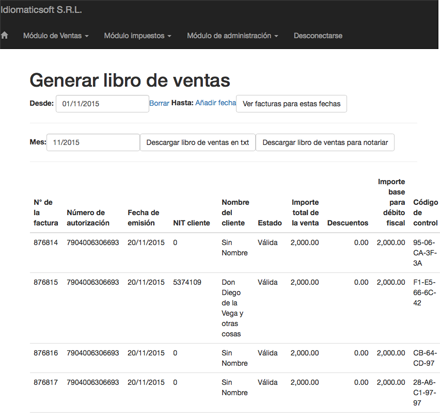 Idiomaticsoft S.R.L.
Módulo de Ventas Módulo Impuestos Módulo de administración Desconectarse
Generar libro de ventas
Desde: 01/11/2015 Borrar Hasta: Añadir fecha Ver facturas para estas fechas
Mes: 11/2015 Descargar libro de ventas en txt Descargar libro de ventas para notariar
N° de la factura Número de autorización Fecha de emisión NIT cliente Nombre del cliente Estado Importe total de la venta Descuentos Importe base para débito fiscal Código de control
876814 7904006306693 20/11/2015 0 Sin Nombre Válida 2,000.00 0.00 2,000.00 95-06-CA-3F-3A
876815 7904006306693 20/11/2015 5374109 Don Diego de la Vega y otras cosas Válida 2,000.00 0.00 2,000.00 F1-E5-66-6C-42
876816 7904006306693 20/11/2015 0 Sin Nombre Válida 2,000.00 0.00 2,000.00 CB-64-CD-97
876817 7904006306693 20/11/2015 0 Sin Nombre Válida 2,000.00 0.00 2,000.00 28-A6-C1-97-97